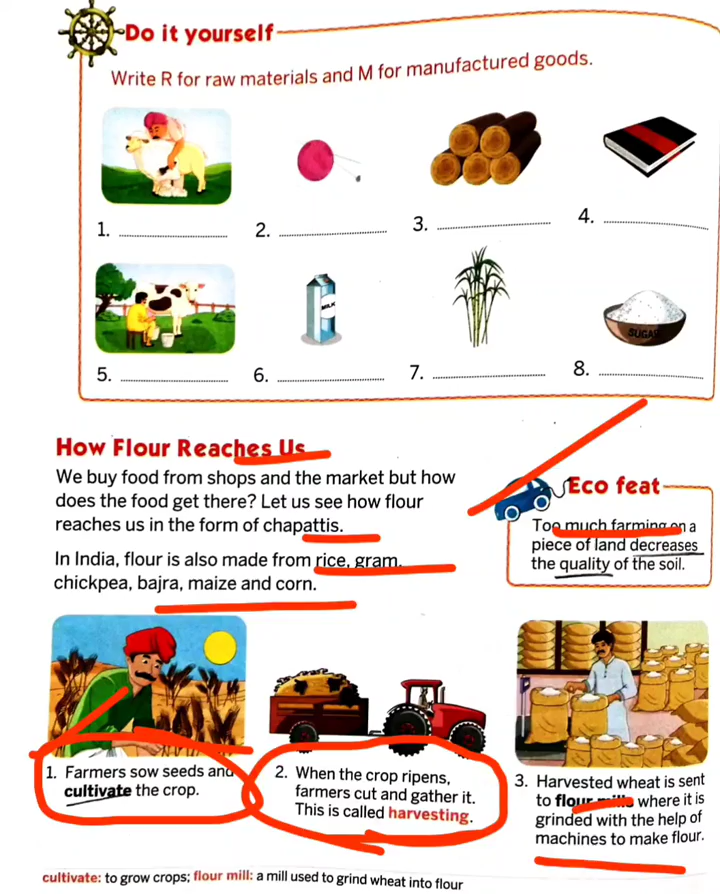 Do it yourself
Write R for raw materials and M for manufactured goods.
1. 2. 3. 4.
MILK
SUGAR
5. 6. 7. 8.
How Flour Reaches Us
We buy food from shops and the market but how
does the food get there? Let us see how flour
reaches us in the form of chapattis.
In India, flour is also made from rice, gram,
chickpea, bajra, maize and corn.
Eco feat
Too much farming on a
piece of land decreases
the quality of the soil.
1. Farmers sow seeds and
cultivate the crop.
2. When the crop ripens,
farmers cut and gather it.
This is called harvesting.
3. Harvested wheat is sent
to flour mills where it is
grinded with the help of
machines to make flour.
cultivate: to grow crops; flour mill: a mill used to grind wheat into flour